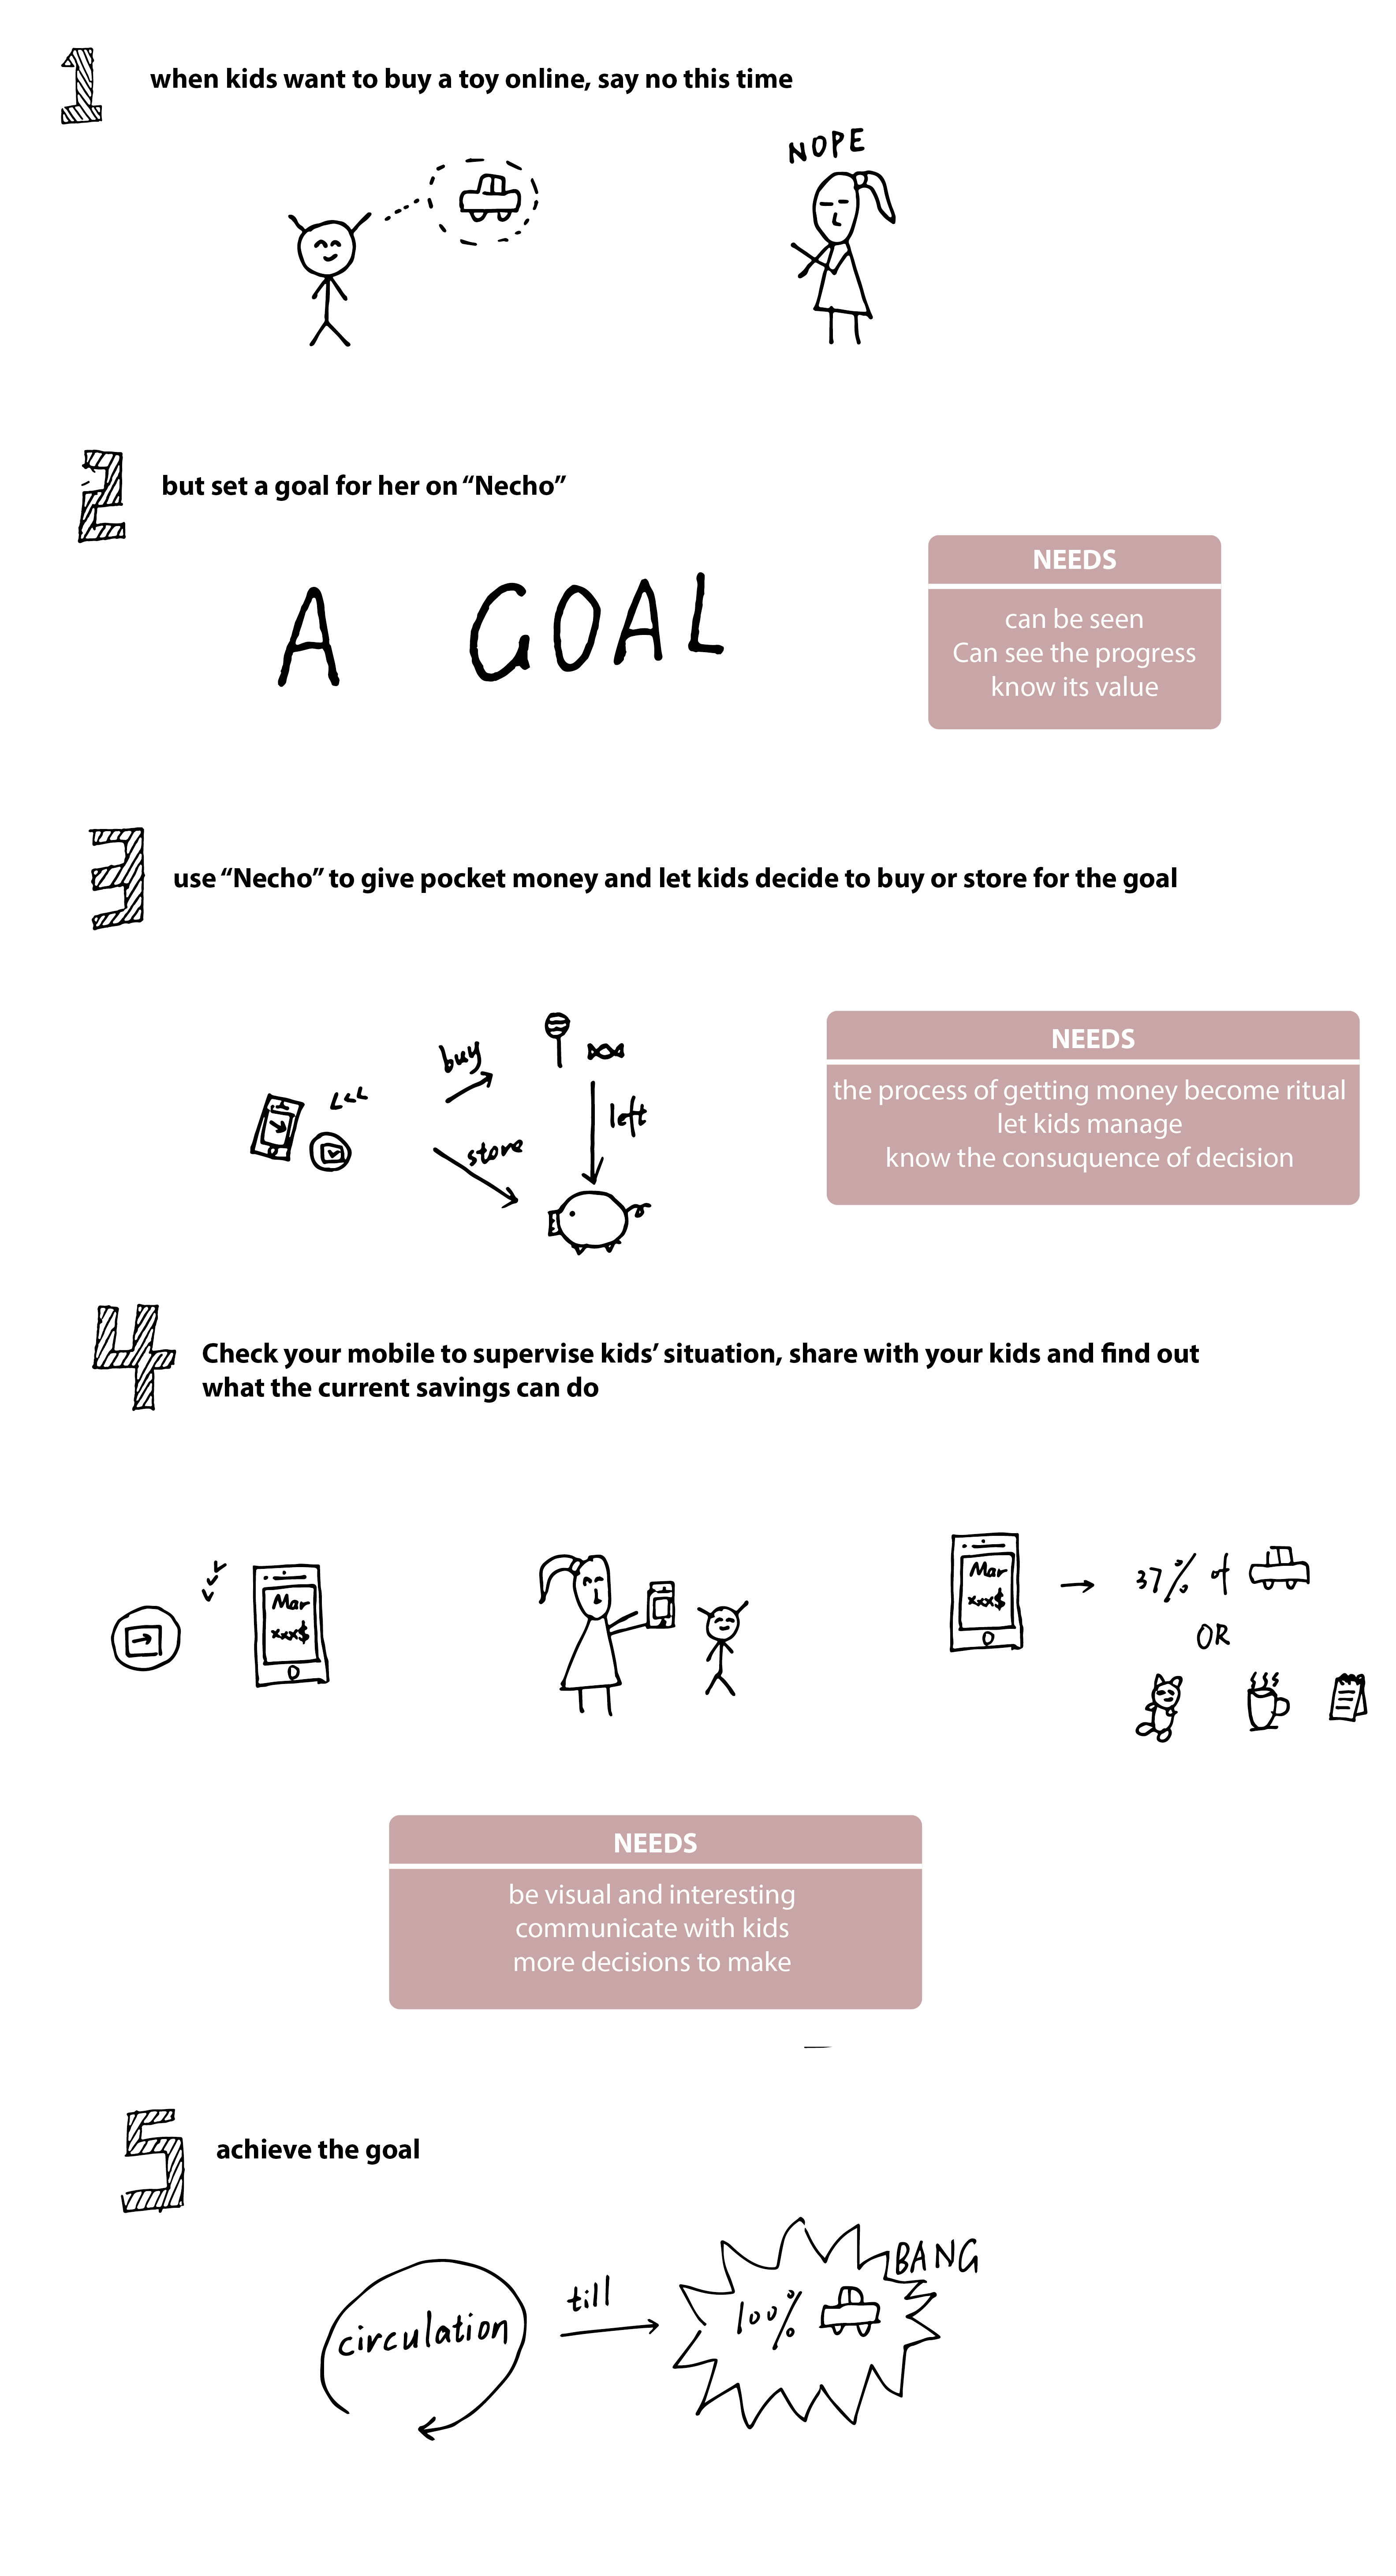 1
when kids want to buy a toy online, say no this time
NOPE
2
but set a goal for her on “Necho”
A GOAL
NEEDS
can be seen
Can see the progress
know its value
3
use “Necho” to give pocket money and let kids decide to buy or store for the goal
buy
left
store
NEEDS
the process of getting money become ritual
let kids manage
know the consuquence of decision
4
Check your mobile to supervise kids’ situation, share with your kids and find out
what the current savings can do
Mar
xxx$
Mar
xxx$
37% of
OR
NEEDS
be visual and interesting
communicate with kids
more decisions to make
5
achieve the goal
circulation
till
100%
BANG